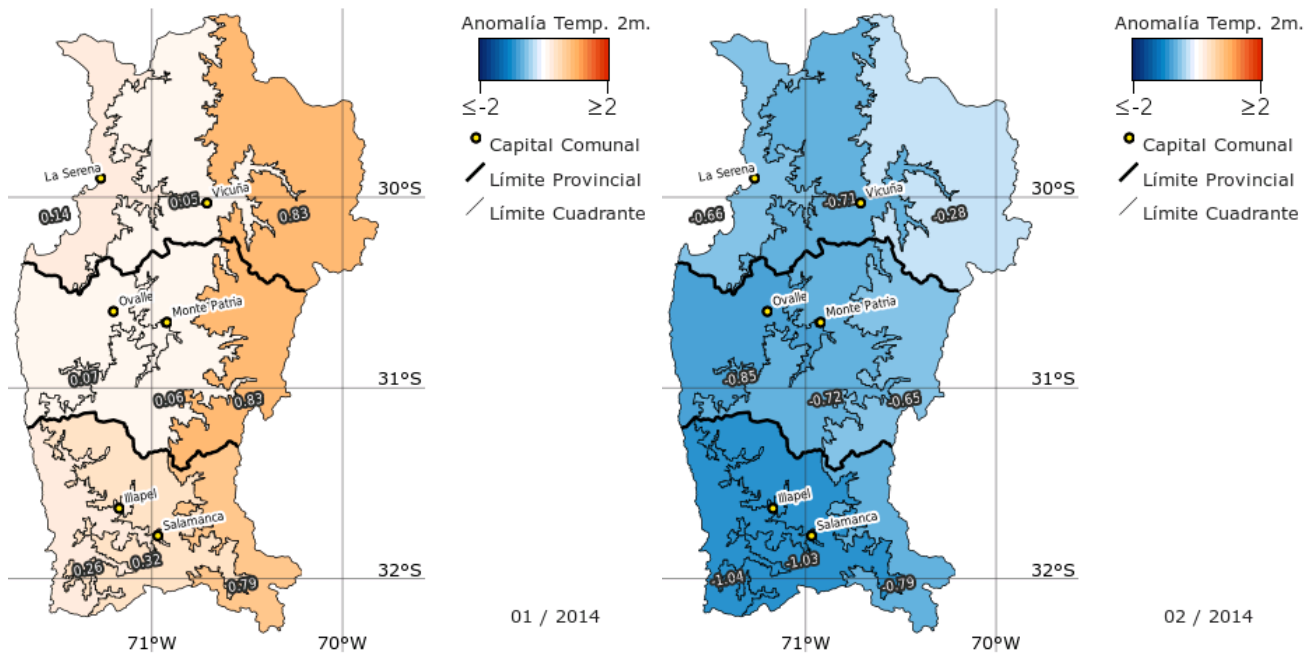 Anomalía Temp. 2m.
≤-2
≥2
Capital Comunal
Límite Provincial
Límite Cuadrante
La Serena
Vicuña
30°S
0.14
0.05
0.83
Ovalle
Monte Patria
31°S
0.07
0.06
0.83
Illapel
Salamanca
0.26
0.32
0.79
32°S
71°W
70°W
01 / 2014
Anomalía Temp. 2m.
≤-2
≥2
Capital Comunal
Límite Provincial
Límite Cuadrante
La Serena
Vicuña
30°S
-0.66
-0.71
-0.28
Ovalle
Monte Patria
31°S
-0.85
-0.72
-0.65
Illapel
Salamanca
-1.04
-1.03
-0.79
32°S
71°W
70°W
02 / 2014